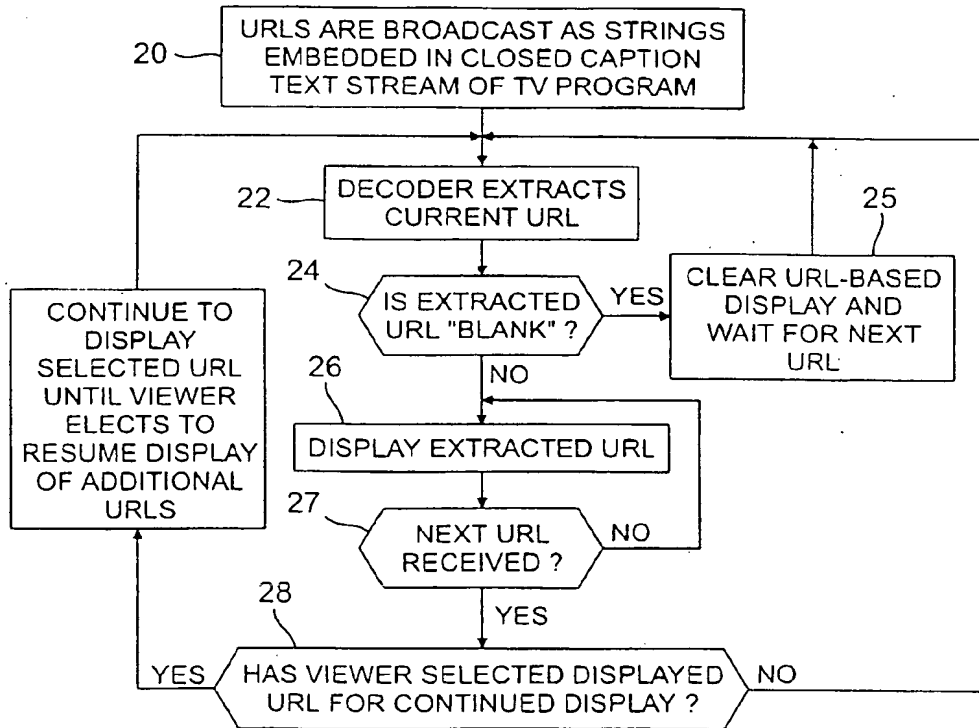 20
URLS ARE BROADCAST AS STRINGS
EMBEDDED IN CLOSED CAPTION
TEXT STREAM OF TV PROGRAM
22
DECODER EXTRACTS
CURRENT URL
24
IS EXTRACTED
URL "BLANK" ?
YES
25
CLEAR URL-BASED
DISPLAY AND
WAIT FOR NEXT
URL
NO
26
DISPLAY EXTRACTED URL
27
NEXT URL
RECEIVED ?
NO
YES
28
HAS VIEWER SELECTED DISPLAYED
URL FOR CONTINUED DISPLAY ?
YES
NO
CONTINUE TO
DISPLAY
SELECTED URL
UNTIL VIEWER
ELECTS TO
RESUME DISPLAY
OF ADDITIONAL
URLS